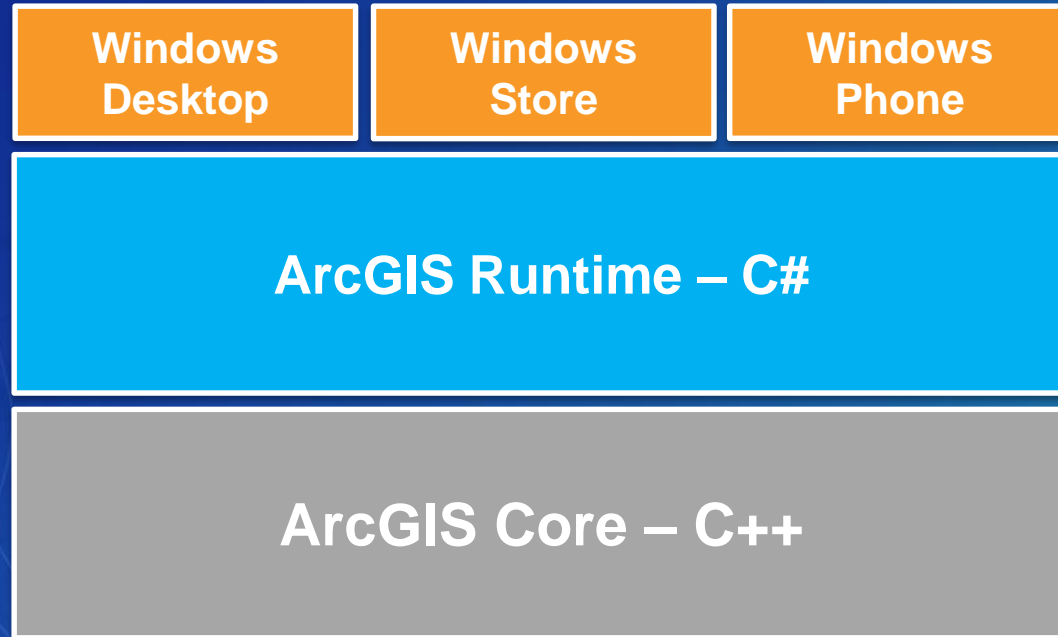 Windows
Desktop
Windows
Store
Windows
Phone
ArcGIS Runtime – C#
ArcGIS Core – C++